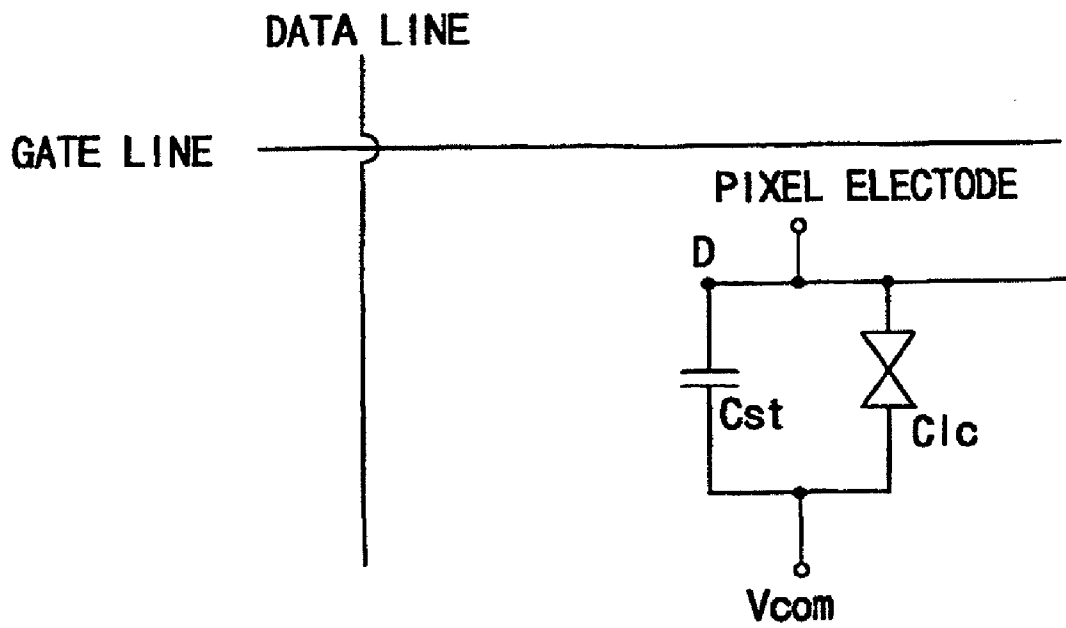 DATA LINE
GATE LINE
PIXEL ELECTODE
D
Cst
Clc
Vcom